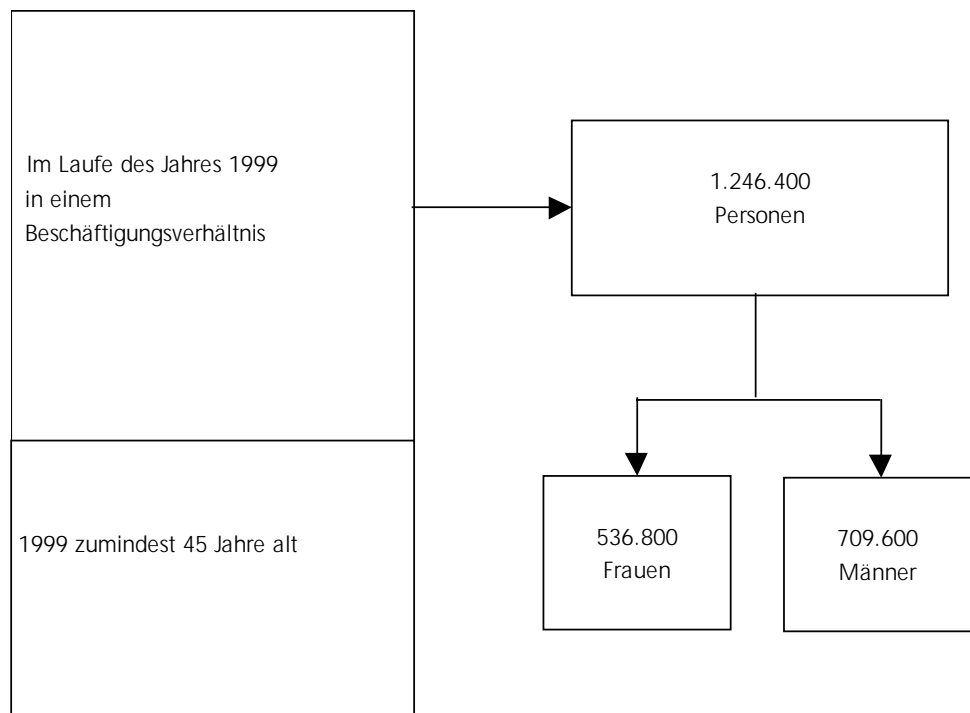 Im Laufe des Jahres 1999
in einem
Beschäftigungsverhältnis
1.246.400
Personen
1999 zumindest 45 Jahre alt
536.800
Frauen
709.600
Männer